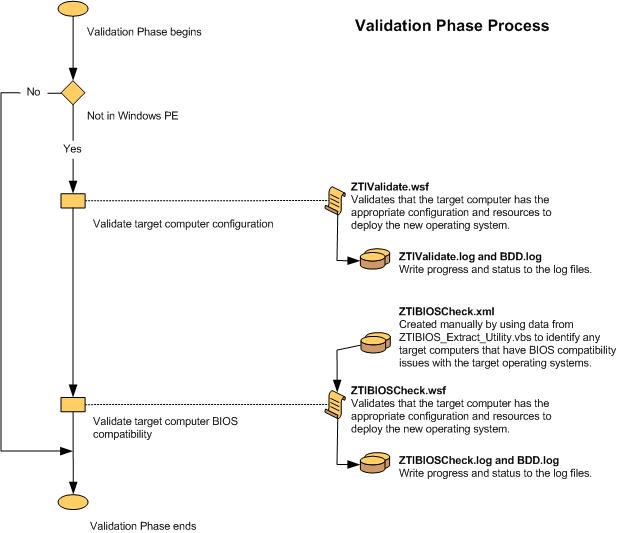 Validation Phase Process
Validation Phase begins
No
Not in Windows PE
Yes
ZTIValidate.wsf
Validates that the target computer has the
appropriate configuration and resources to
deploy the new operating system.
Validate target computer configuration
ZTIValidate.log and BDD.log
Write progress and status to the log files.
ZTIBIOSCheck.xml
Created manually by using data from
ZTIBIOS_Extract_Utility.vbs to identify any
target computers that have BIOS compatibility
issues with the target operating systems.
ZTIBIOSCheck.wsf
Validates that the target computer has the
appropriate configuration and resources to
deploy the new operating system.
Validate target computer BIOS
compatibility
ZTIBIOSCheck.log and BDD.log
Write progress and status to the log files.
Validation Phase ends